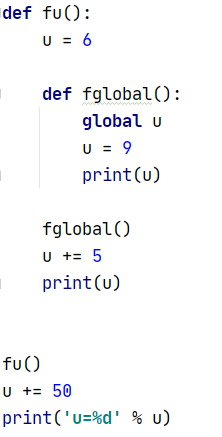 def fu():
    u = 6

    def fglobal():
        global u
        u = 9
        print(u)

    fglobal()
    u += 5
    print(u)


fu()
u += 50
print('u=%d' % u)